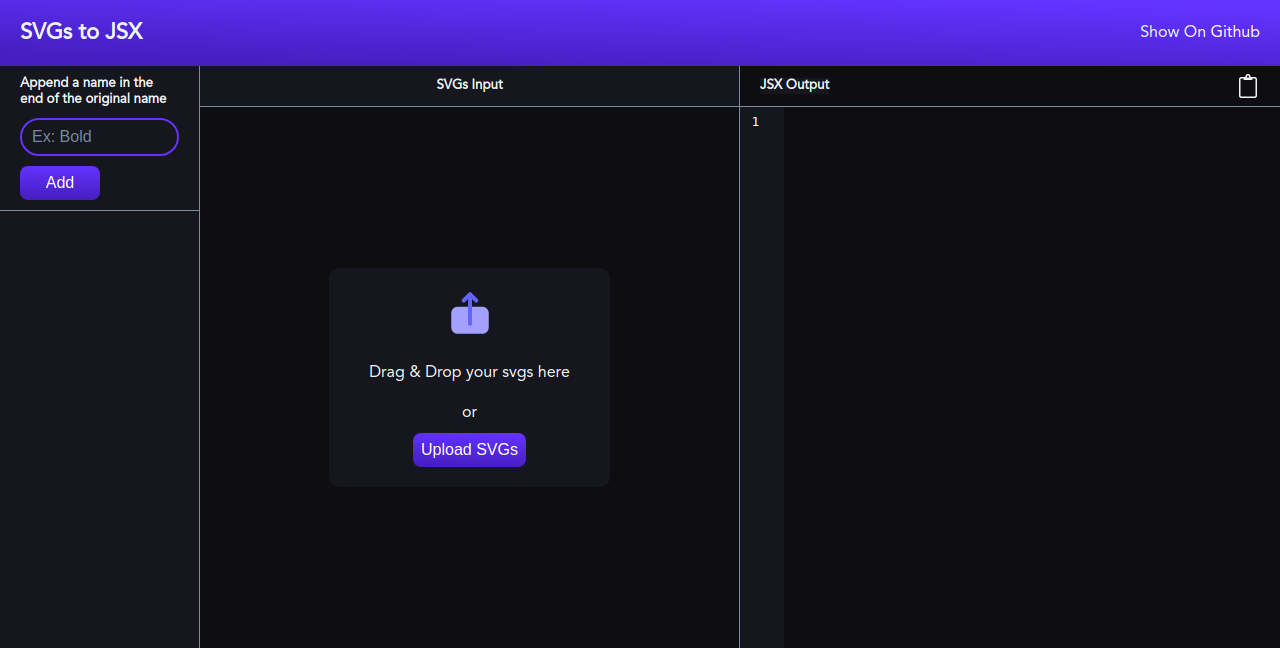 SVGs to JSX
Show On Github
Append a name in the
end of the original name
Ex: Bold
Add
SVGs Input
Drag & Drop your svgs here
or
Upload SVGs
JSX Output
1